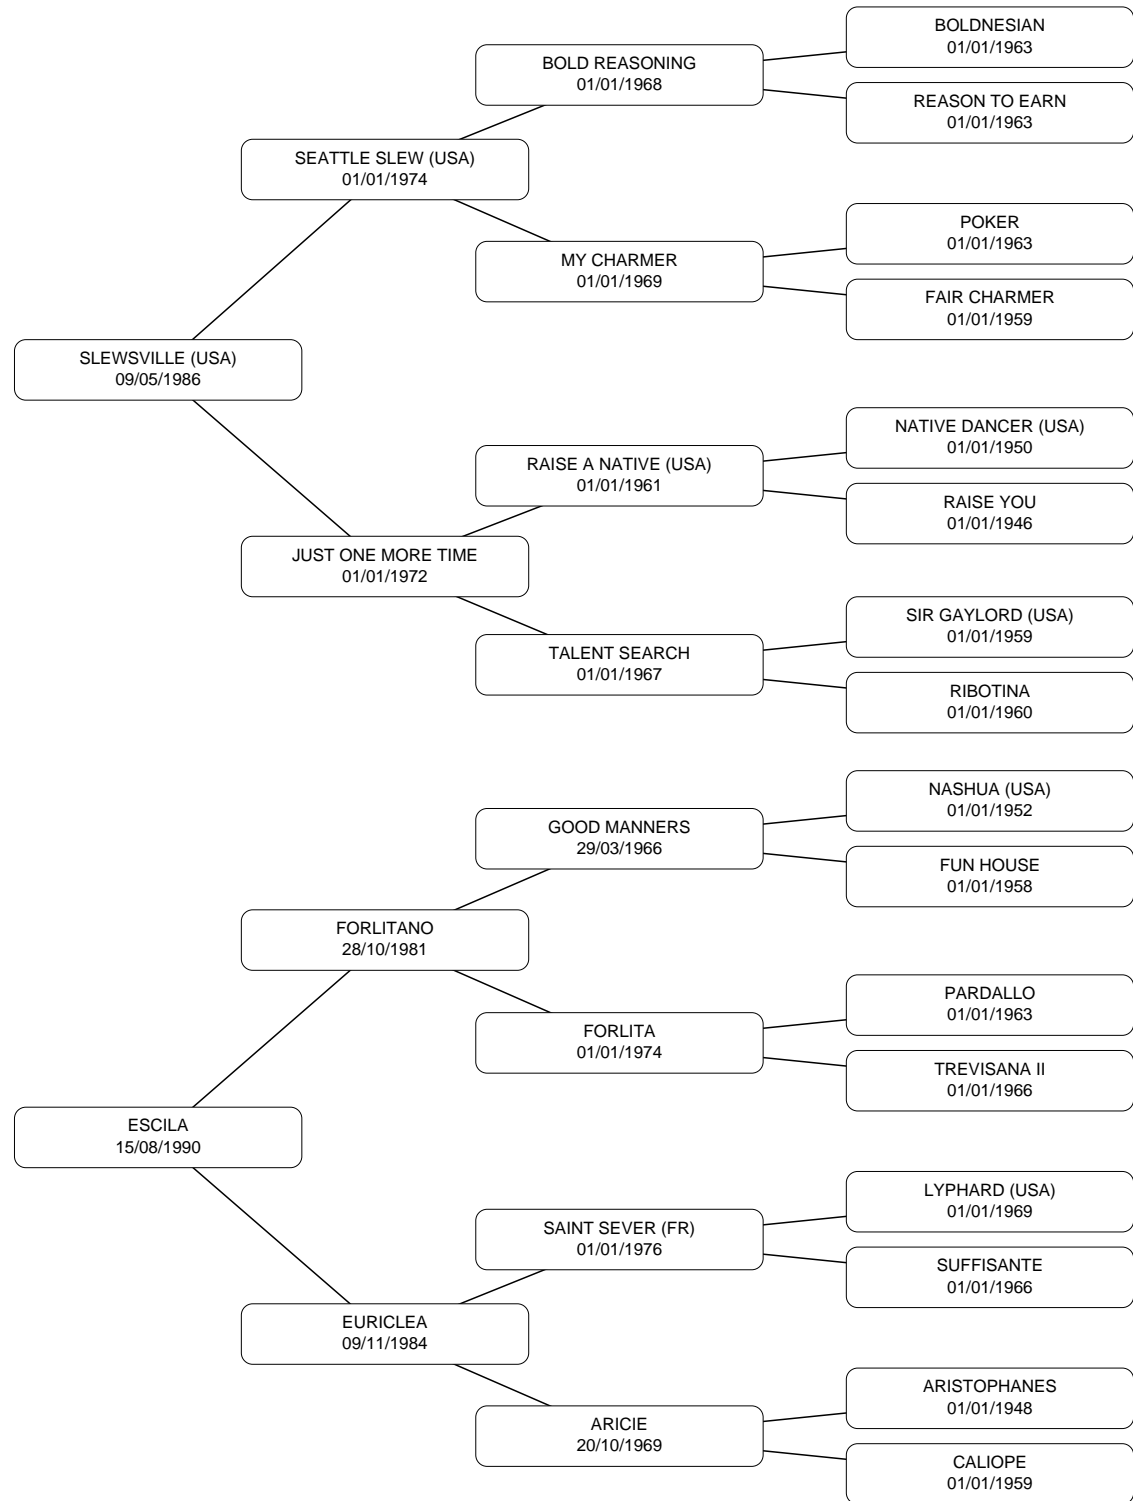 BOLDNESIAN
01/01/1963
BOLD REASONING
01/01/1968
REASON TO EARN
01/01/1963
SEATTLE SLEW (USA)
01/01/1974
POKER
01/01/1963
MY CHARMER
01/01/1969
FAIR CHARMER
01/01/1959
SLEWSVILLE (USA)
09/05/1986
NATIVE DANCER (USA)
01/01/1950
RAISE A NATIVE (USA)
01/01/1961
RAISE YOU
01/01/1946
JUST ONE MORE TIME
01/01/1972
SIR GAYLORD (USA)
01/01/1959
TALENT SEARCH
01/01/1967
RIBOTINA
01/01/1960
NASHUA (USA)
01/01/1952
GOOD MANNERS
29/03/1966
FUN HOUSE
01/01/1958
FORLITANO
28/10/1981
PARDALLO
01/01/1963
FORLITA
01/01/1974
TREVISANA II
01/01/1966
ESCILA
15/08/1990
LYPHARD (USA)
01/01/1969
SAINT SEVER (FR)
01/01/1976
SUFFISANTE
01/01/1966
EURICLEA
09/11/1984
ARISTOPHANES
01/01/1948
ARICIE
20/10/1969
CALIOPE
01/01/1959